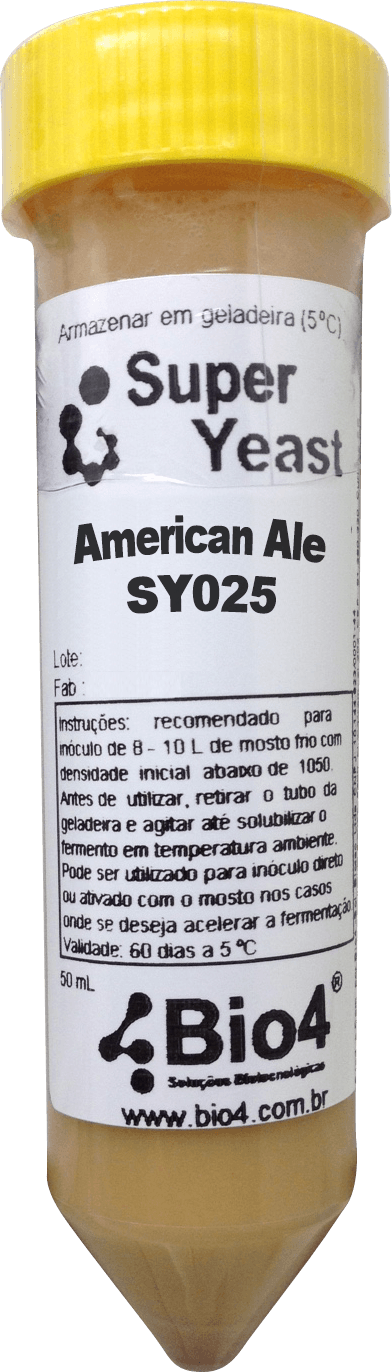 Armazenar em geladeira (5ºC)
Super
Yeast
American Ale
SY025
Lote:
Fab :
Instruções: recomendado para
inóculo de 8 - 10 L de mosto frio com
densidade inicial abaixo de 1050.
Antes de utilizar, retirar o tubo da
geladeira e agitar até solubilizar o
fermento em temperatura ambiente.
Pode ser utilizado para inóculo direto
ou ativado com o mosto nos casos
onde se deseja acelerar a fermentação.
Validade: 60 dias a 5 ºC
50 mL
Bio4®
Soluções Biotecnológicas
www.bio4.com.br